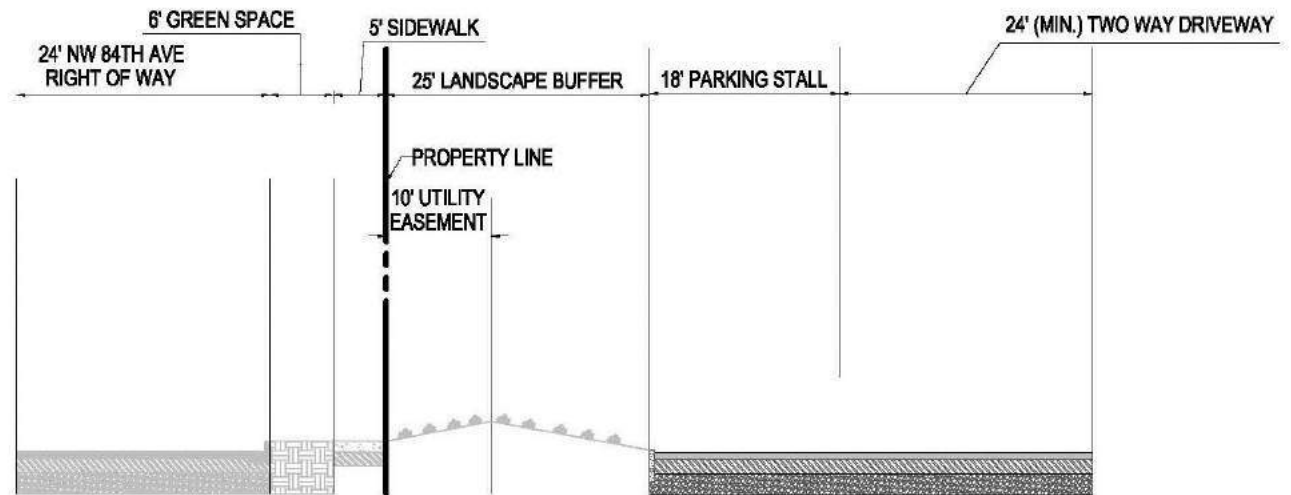 6' GREEN SPACE
5' SIDEWALK
24' (MIN.) TWO WAY DRIVEWAY
24' NW 84TH AVE
RIGHT OF WAY
25' LANDSCAPE BUFFER
18' PARKING STALL
PROPERTY LINE
10' UTILITY
EASEMENT